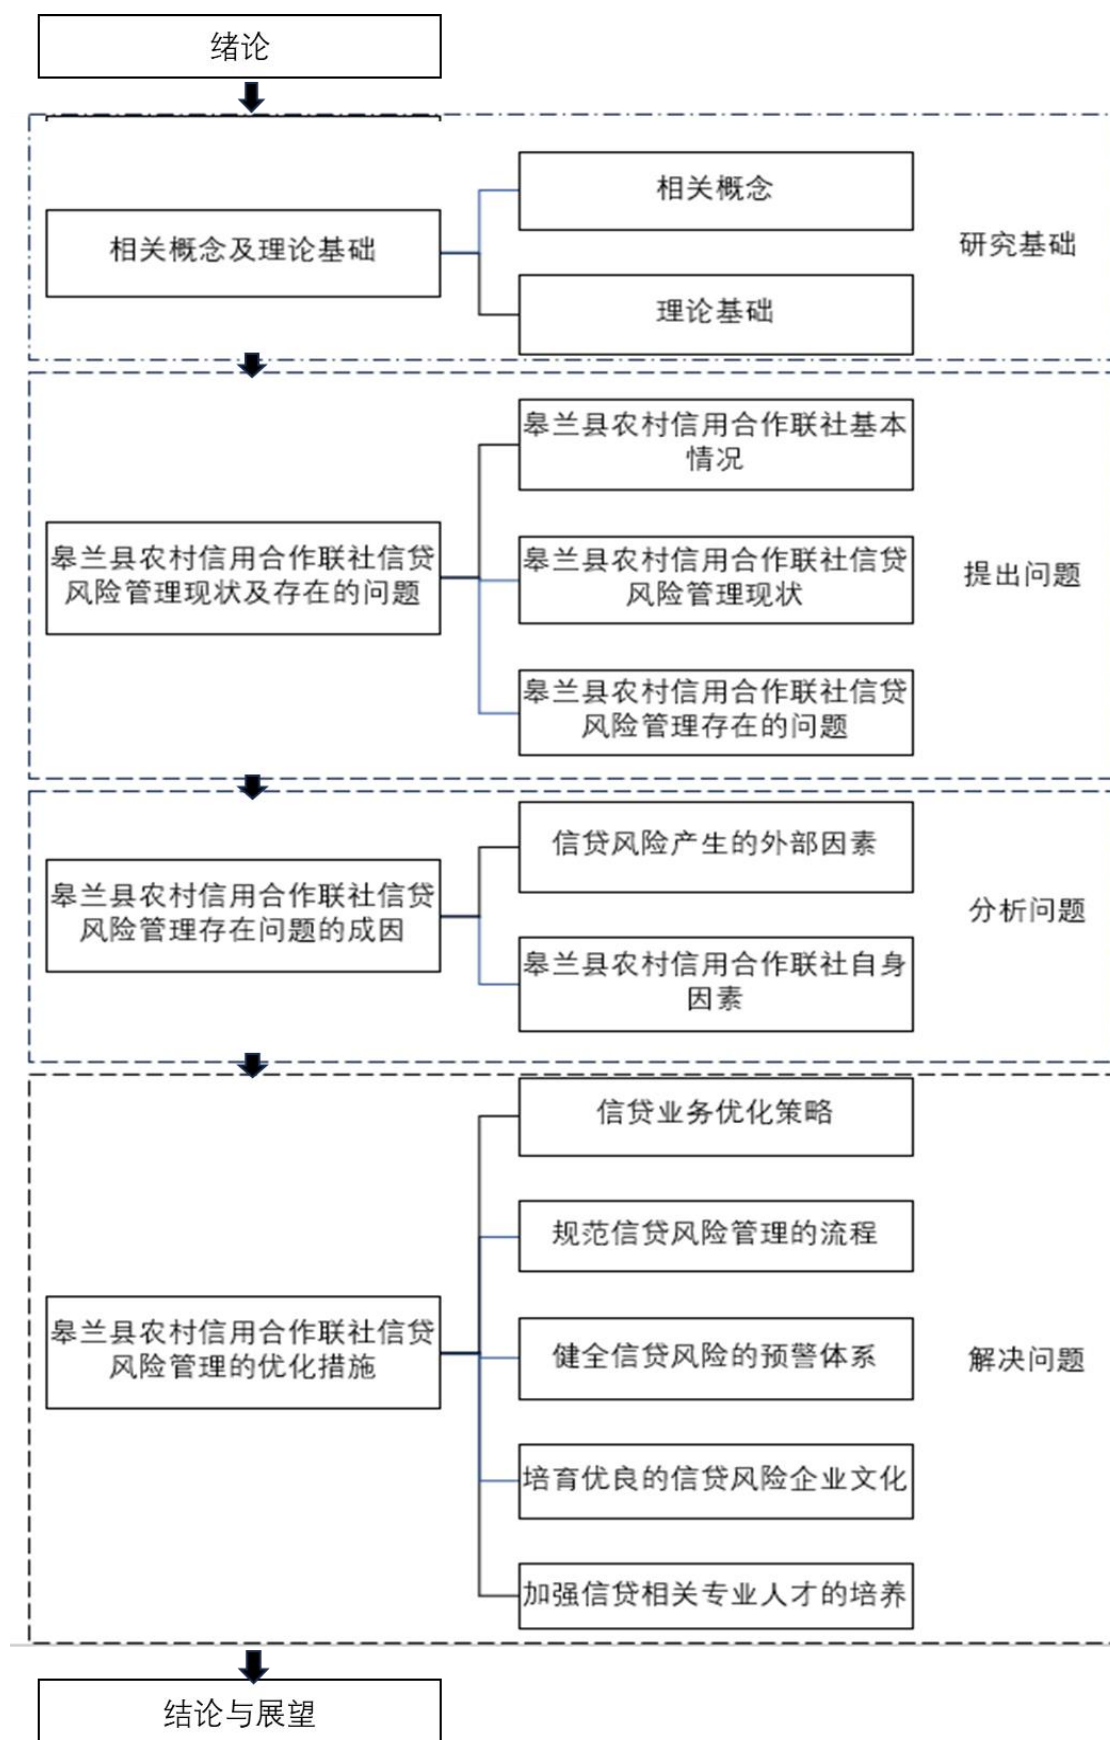 绪论
相关概念及理论基础
相关概念
理论基础
研究基础
皋兰县农村信用合作联社信贷
风险管理现状及存在的问题
皋兰县农村信用合作联社基本
情况
皋兰县农村信用合作联社信贷
风险管理现状
皋兰县农村信用合作联社信贷
风险管理存在的问题
提出问题
皋兰县农村信用合作联社信贷
风险管理存在问题的成因
信贷风险产生的外部因素
皋兰县农村信用合作联社自身
因素
分析问题
皋兰县农村信用合作联社信贷
风险管理的优化措施
信贷业务优化策略
规范信贷风险管理的流程
健全信贷风险的预警体系
培育优良的信贷风险企业文化
加强信贷相关专业人才的培养
解决问题
结论与展望